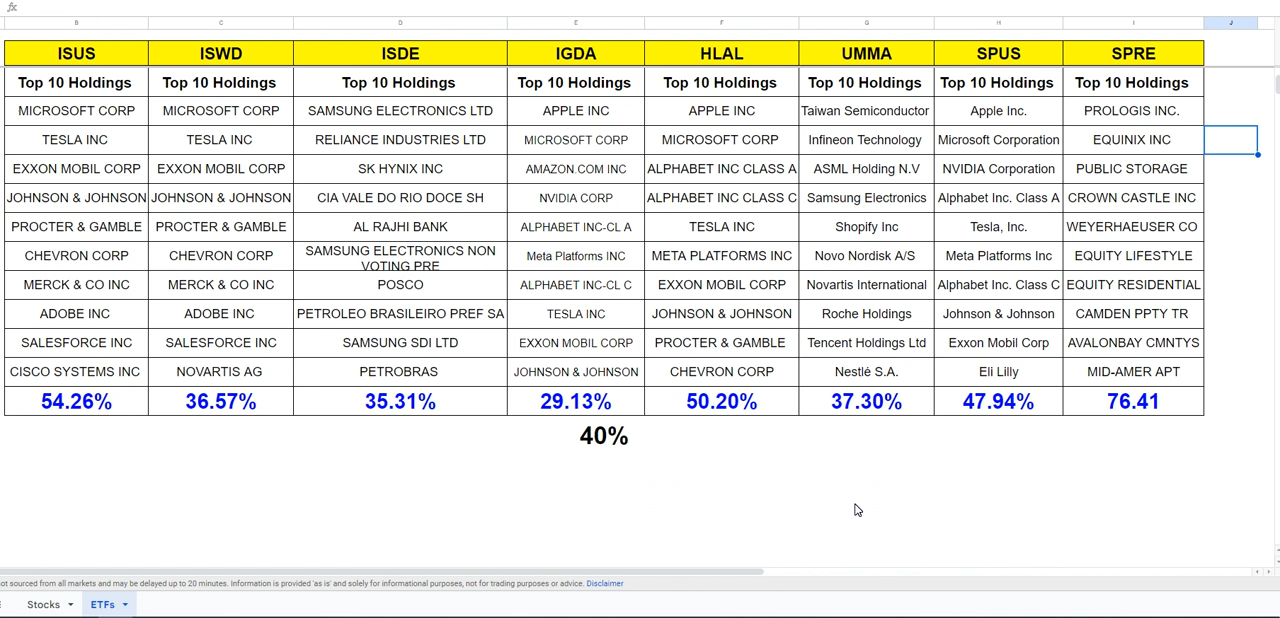 fx
B C D E F G H I J
ISUS ISWD ISDE IGDA HLAL UMMA SPUS SPRE
Top 10 Holdings Top 10 Holdings Top 10 Holdings Top 10 Holdings Top 10 Holdings Top 10 Holdings Top 10 Holdings Top 10 Holdings
MICROSOFT CORP MICROSOFT CORP SAMSUNG ELECTRONICS LTD APPLE INC APPLE INC Taiwan Semiconductor Apple Inc. PROLOGIS INC.
TESLA INC TESLA INC RELIANCE INDUSTRIES LTD MICROSOFT CORP MICROSOFT CORP Infineon Technology Microsoft Corporation EQUINIX INC
EXXON MOBIL CORP EXXON MOBIL CORP SK HYNIX INC AMAZON.COM INC ALPHABET INC CLASS A ASML Holding N.V NVIDIA Corporation PUBLIC STORAGE
JOHNSON & JOHNSON JOHNSON & JOHNSON CIA VALE DO RIO DOCE SH NVIDIA CORP ALPHABET INC CLASS C Samsung Electronics Alphabet Inc. Class A CROWN CASTLE INC
PROCTER & GAMBLE PROCTER & GAMBLE AL RAJHI BANK ALPHABET INC-CL A TESLA INC Shopify Inc Tesla, Inc. WEYERHAEUSER CO
CHEVRON CORP CHEVRON CORP SAMSUNG ELECTRONICS NON VOTING PRE Meta Platforms INC META PLATFORMS INC Novo Nordisk A/S Meta Platforms Inc EQUITY LIFESTYLE
MERCK & CO INC MERCK & CO INC POSCO ALPHABET INC-CL C EXXON MOBIL CORP Novartis International Alphabet Inc. Class C EQUITY RESIDENTIAL
ADOBE INC ADOBE INC PETROLEO BRASILEIRO PREF SA TESLA INC JOHNSON & JOHNSON Roche Holdings Johnson & Johnson CAMDEN PPTY TR
SALESFORCE INC SALESFORCE INC SAMSUNG SDI LTD EXXON MOBIL CORP PROCTER & GAMBLE Tencent Holdings Ltd Exxon Mobil Corp AVALONBAY CMNTYS
CISCO SYSTEMS INC NOVARTIS AG PETROBRAS JOHNSON & JOHNSON CHEVRON CORP Nestlé S.A. Eli Lilly MID-AMER APT
54.26% 36.57% 35.31% 29.13% 50.20% 37.30% 47.94% 76.41
40%
not sourced from all markets and may be delayed up to 20 minutes. Information is provided 'as is' and solely for informational purposes, not for trading purposes or advice. Disclaimer
Stocks ETFs